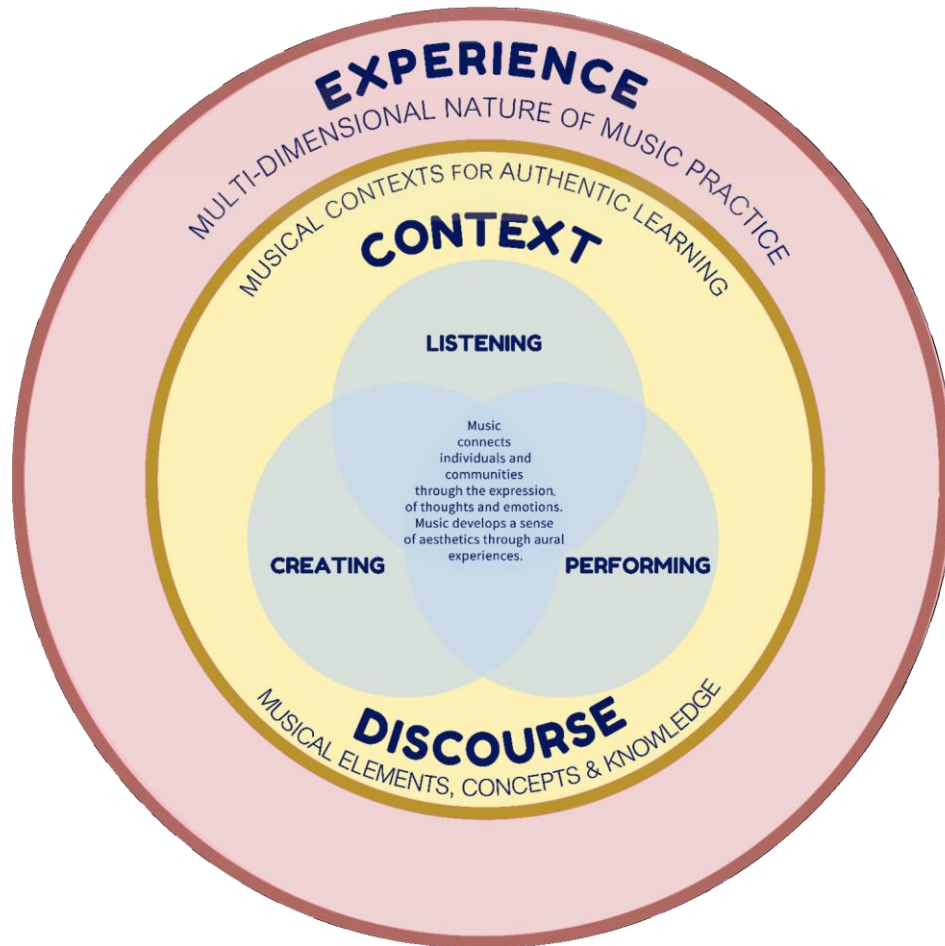 EXPERIENCE
MULTI-DIMENSIONAL NATURE OF MUSIC PRACTICE
MUSICAL CONTEXTS FOR AUTHENTIC LEARNING
CONTEXT
LISTENING
Music
connects
individuals and
communities
through the expression
of thoughts and emotions.
Music develops a sense
of aesthetics through aural
experiences.
CREATING
PERFORMING
DISCOURSE
MUSICAL ELEMENTS, CONCEPTS & KNOWLEDGE